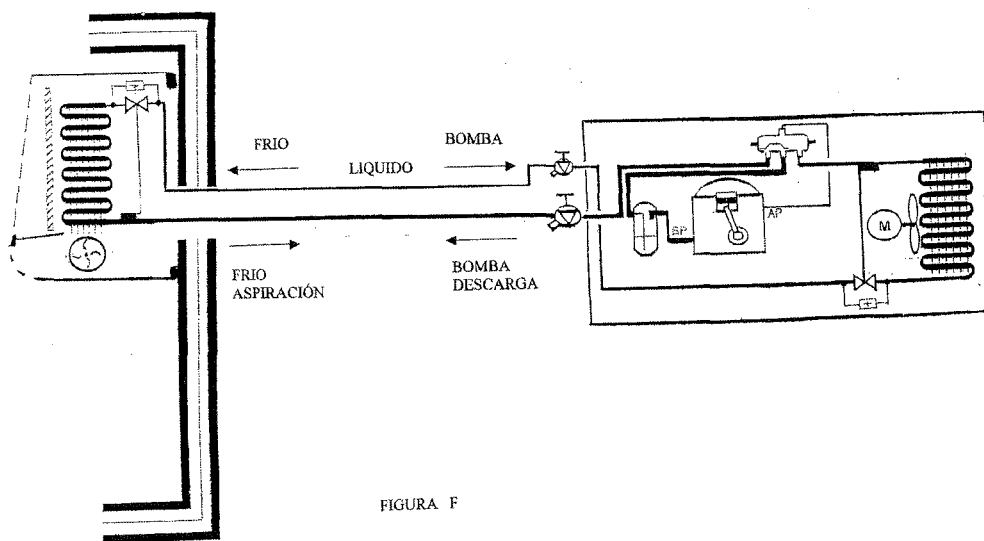 FRIO
BOMBA
LIQUIDO
AP
BP
M
FRIO
ASPIRACIÓN
BOMBA
DESCARGA
FIGURA F